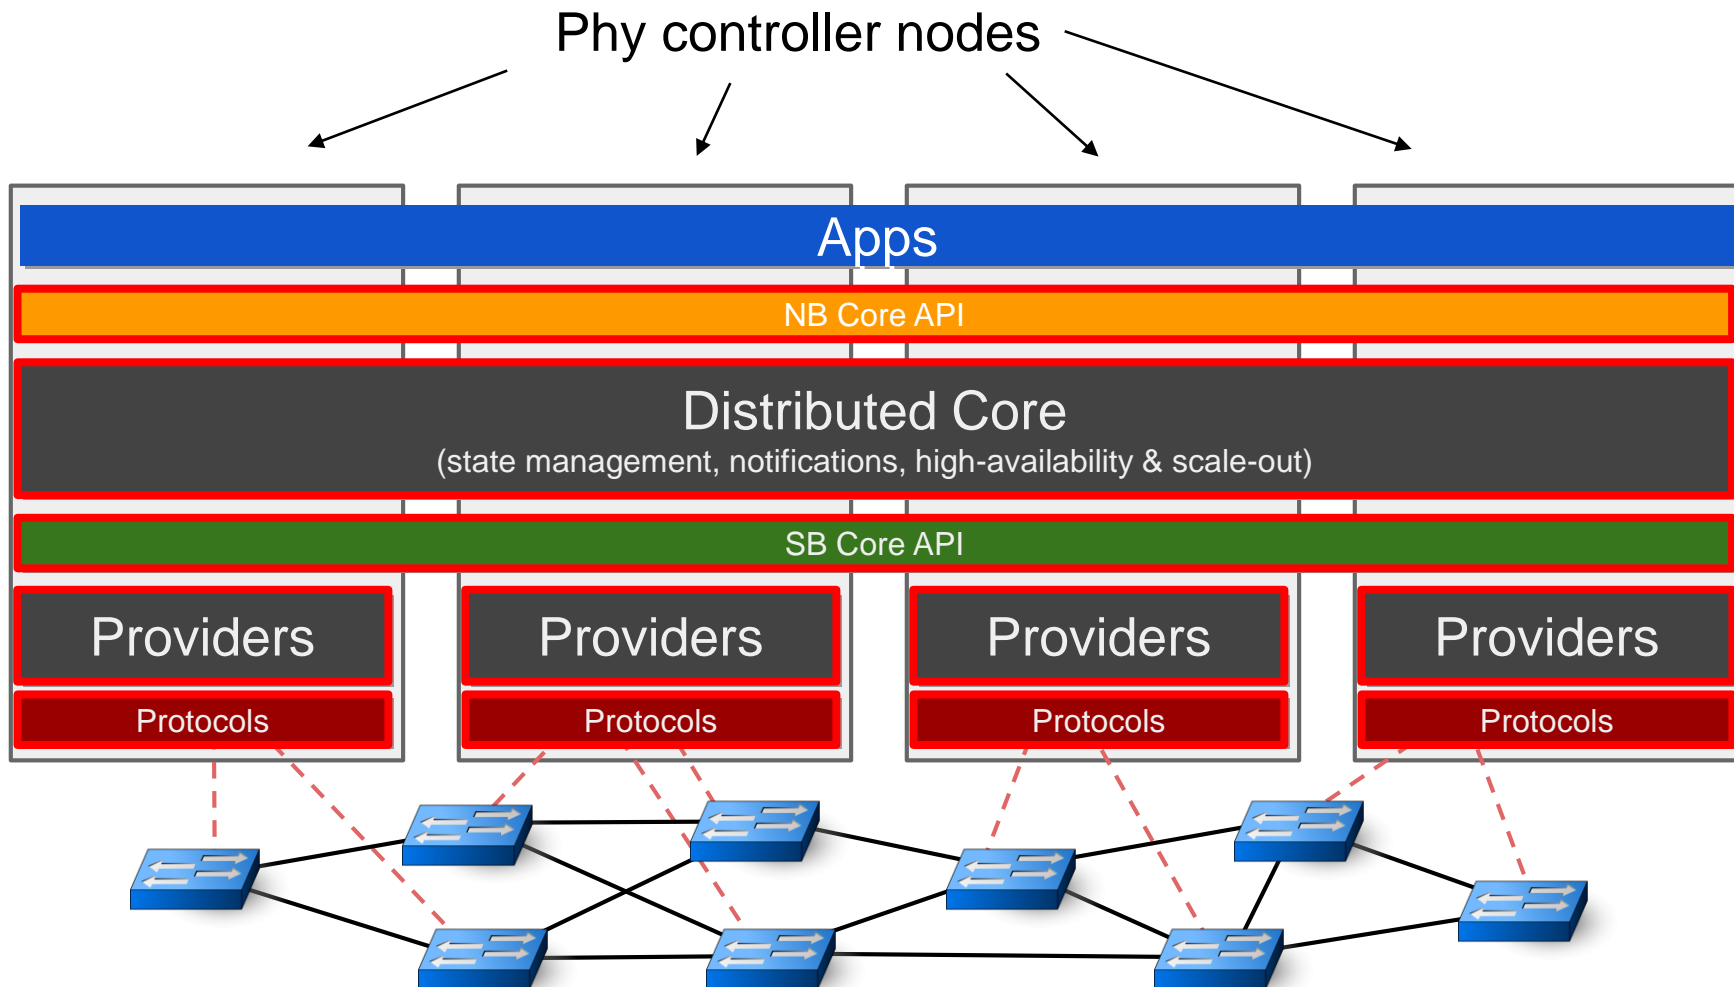 Phy controller nodes
Apps
NB Core API
Distributed Core
(state management, notifications, high-availability & scale-out)
SB Core API
Providers
Providers
Providers
Providers
Protocols
Protocols
Protocols
Protocols